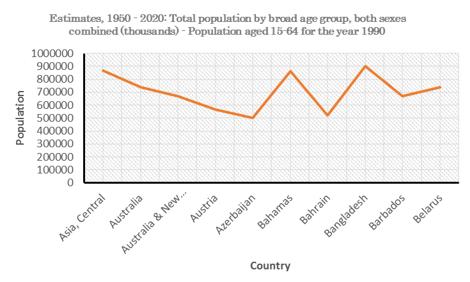 Estimates, 1950 - 2020: Total population by broad age group, both sexes
combined (thousands) - Population aged 15-64 for the year 1990
Population
1000000
900000
800000
700000
600000
500000
400000
300000
200000
100000
0
Asia, Central
Australia
Australia & New...
Austria
Azerbaijan
Bahamas
Bahrain
Bangladesh
Barbados
Belarus
Country